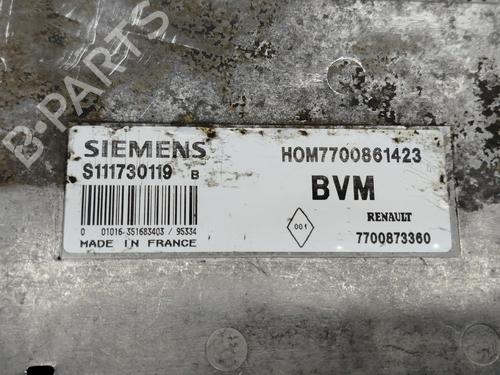 B-PARTS
SIEMENS
S111730119 B
0 01016-351683403 / 95334
MADE IN FRANCE
HOM7700861423
BVM
RENAULT
001
7700873360